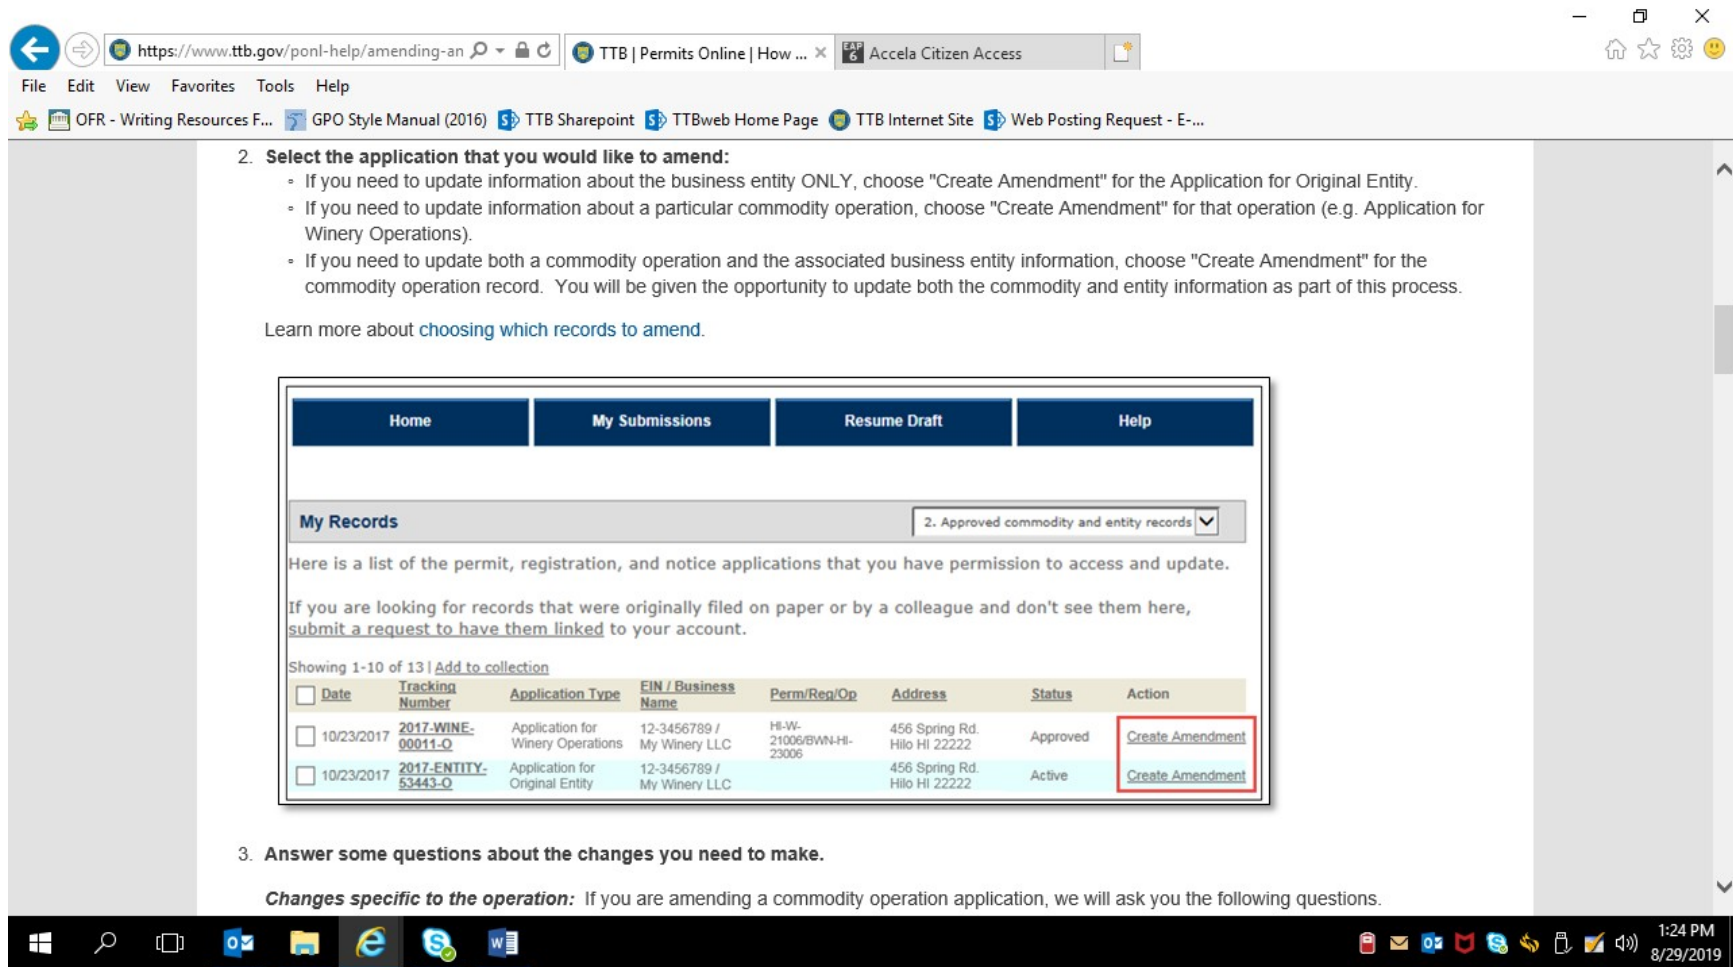 https://www.ttb.gov/ponl-help/amending-an
TTB | Permits Online | How ...
EAP 6 Accela Citizen Access
File Edit View Favorites Tools Help
OFR - Writing Resources F... GPO Style Manual (2016) TTB Sharepoint TTBweb Home Page TTB Internet Site Web Posting Request - E-...
2. Select the application that you would like to amend:
If you need to update information about the business entity ONLY, choose "Create Amendment" for the Application for Original Entity.
If you need to update information about a particular commodity operation, choose "Create Amendment" for that operation (e.g. Application for
Winery Operations).
If you need to update both a commodity operation and the associated business entity information, choose "Create Amendment" for the
commodity operation record. You will be given the opportunity to update both the commodity and entity information as part of this process.
Learn more about choosing which records to amend.
Home My Submissions Resume Draft Help
My Records 2. Approved commodity and entity records
Here is a list of the permit, registration, and notice applications that you have permission to access and update.
If you are looking for records that were originally filed on paper or by a colleague and don't see them here,
submit a request to have them linked to your account.
Showing 1-10 of 13 | Add to collection
Date Tracking Number Application Type EIN / Business Name Perm/Reg/Op Address Status Action
10/23/2017 2017-WINE-00011-O Application for Winery Operations 12-3456789 / My Winery LLC HI-W-21006/BWN-HI-23006 456 Spring Rd. Hilo HI 22222 Approved Create Amendment
10/23/2017 2017-ENTITY-53443-O Application for Original Entity 12-3456789 / My Winery LLC 456 Spring Rd. Hilo HI 22222 Active Create Amendment
3. Answer some questions about the changes you need to make.
Changes specific to the operation: If you are amending a commodity operation application, we will ask you the following questions.
1:24 PM
8/29/2019